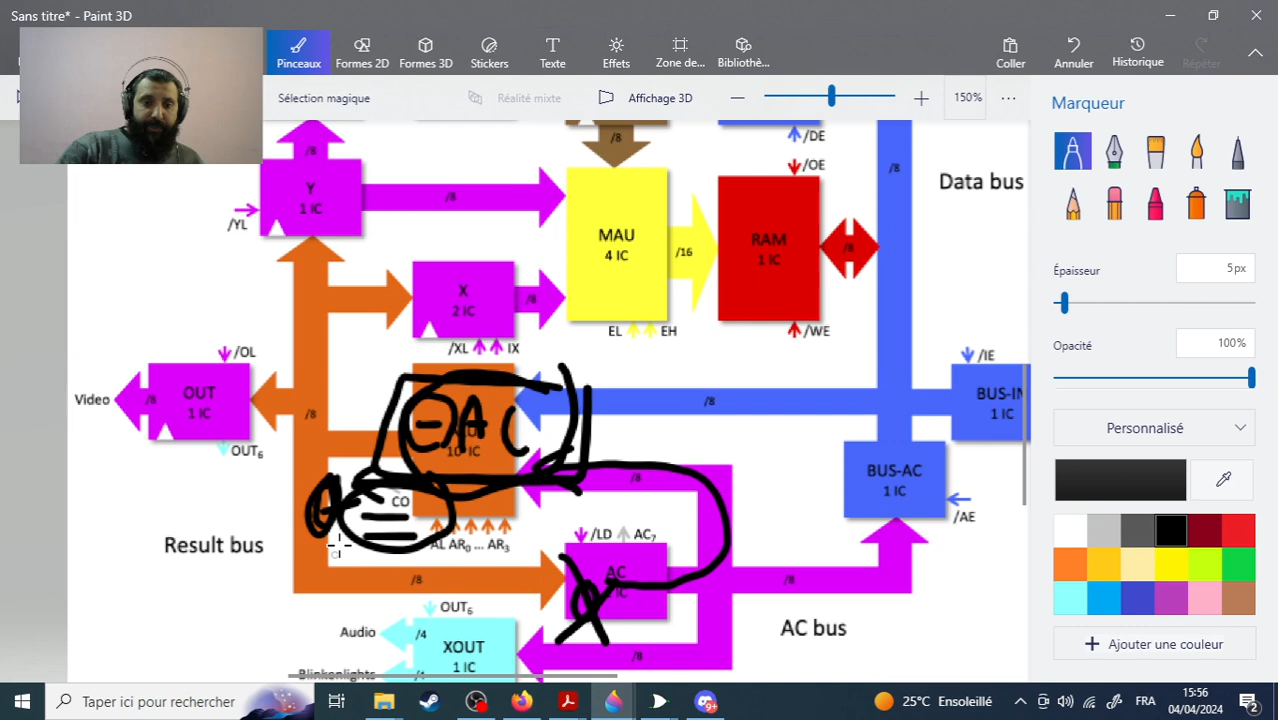 Sans titre* - Paint 3D
Pinceaux
Formes 2D
Formes 3D
Stickers
Texte
Effets
Zone de...
Bibliothè...
Coller
Annuler
Historique
Répéter
Sélection magique
Réalité mixte
Affichage 3D
150%
Marqueur
Épaisseur
5px
Opacité
100%
Personnalisé
Ajouter une couleur
/8
/8
/DE
/OE
/8
Data bus
Y
1 IC
/YL
/8
MAU
4 IC
/16
RAM
1 IC
/8
X
2 IC
/8
/XL
IX
EL
EH
/WE
/OL
/IE
Video
/8
OUT
1 IC
OUT6
/8
/8
BUS-IN
1 IC
-AC
10 IC
CO
=
AL AR0 ... AR3
/8
BUS-AC
1 IC
/AE
Result bus
/LD
AC7
/8
AC
/8
OUT6
Audio
/4
XOUT
1 IC
/8
AC bus
Blinkenlights
/4
Taper ici pour rechercher
25°C Ensoleillé
FRA
15:56
04/04/2024
2